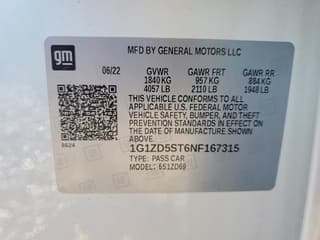 gm
MFD BY GENERAL MOTORS LLC
06/22 GVWR GAWR FRT GAWR RR
1840 KG 957 KG 884 KG
4057 LB 2110 LB 1948 LB
THIS VEHICLE CONFORMS TO ALL
APPLICABLE U.S. FEDERAL MOTOR
VEHICLE SAFETY, BUMPER, AND THEFT
PREVENTION STANDARDS IN EFFECT ON
THE DATE OF MANUFACTURE SHOWN
ABOVE.
0624
1G1ZD5ST6NF167315
TYPE: PASS CAR
MODEL: 6S1ZD69